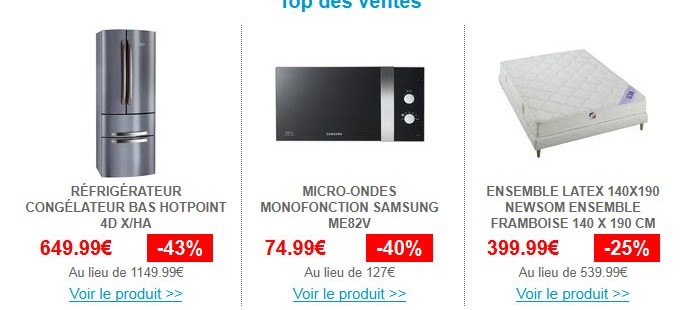 Top des ventes
RÉFRIGÉRATEUR
CONGÉLATEUR BAS HOTPOINT
4D X/HA
649.99€ -43%
Au lieu de 1149.99€
Voir le produit >>
SAMSUNG
MICRO-ONDES
MONOFONCTION SAMSUNG
ME82V
74.99€ -40%
Au lieu de 127€
Voir le produit >>
ENSEMBLE LATEX 140X190
NEWSOM ENSEMBLE
FRAMBOISE 140 X 190 CM
399.99€ -25%
Au lieu de 539.99€
Voir le produit >>